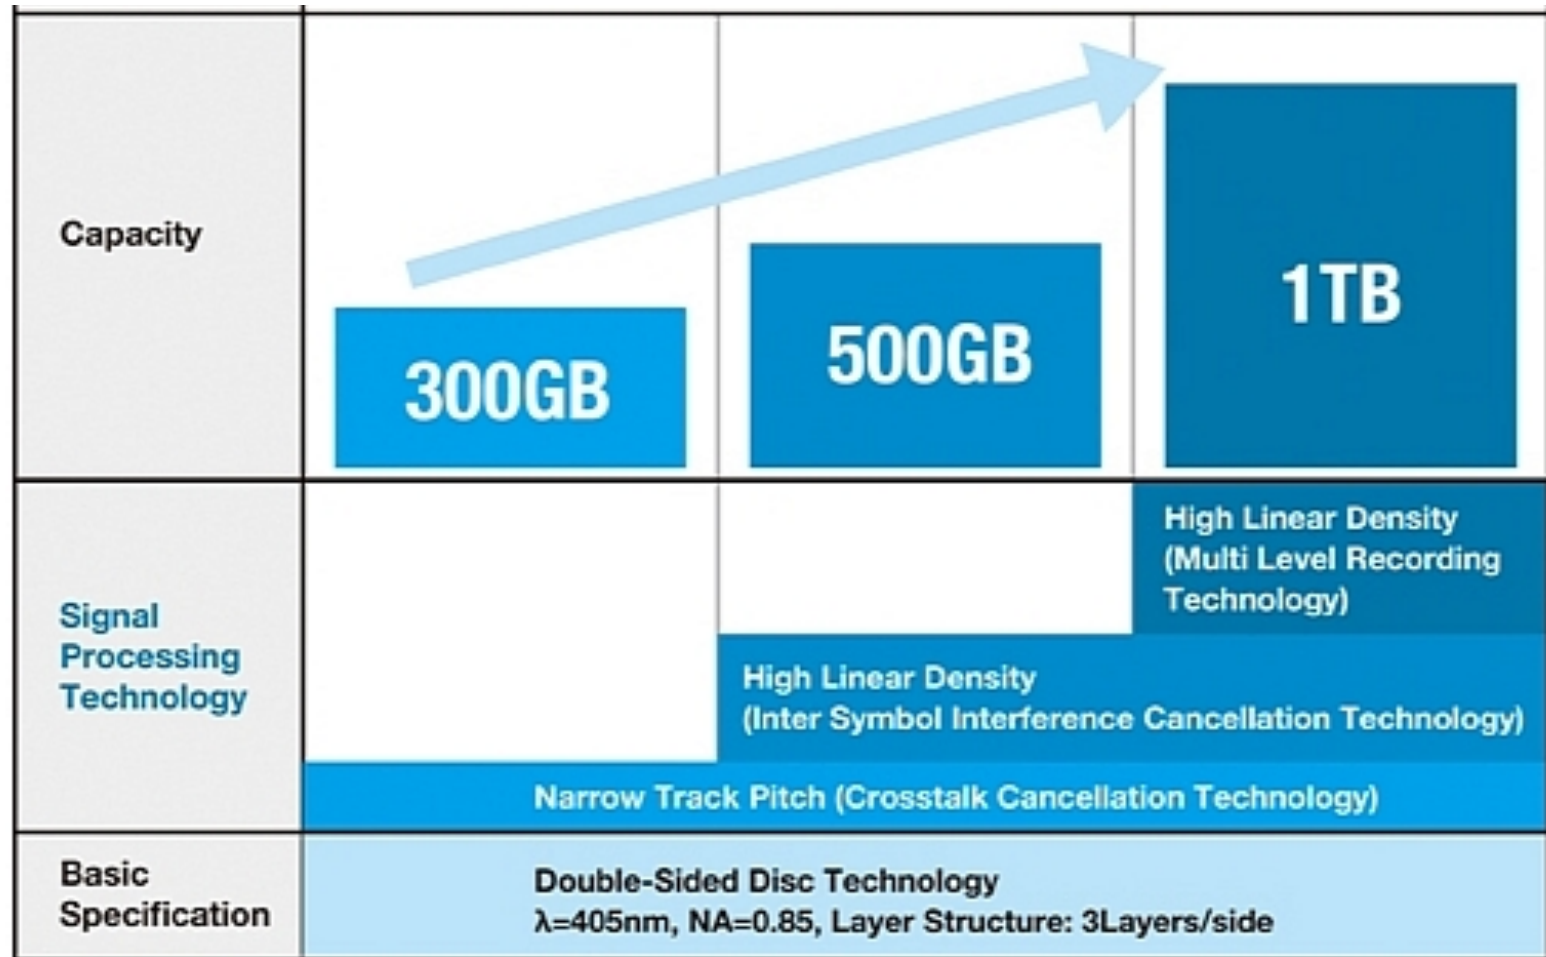 Capacity
300GB
500GB
1TB
Signal
Processing
Technology
High Linear Density
(Multi Level Recording
Technology)
High Linear Density
(Inter Symbol Interference Cancellation Technology)
Narrow Track Pitch (Crosstalk Cancellation Technology)
Basic
Specification
Double-Sided Disc Technology
λ=405nm, NA=0.85, Layer Structure: 3Layers/side